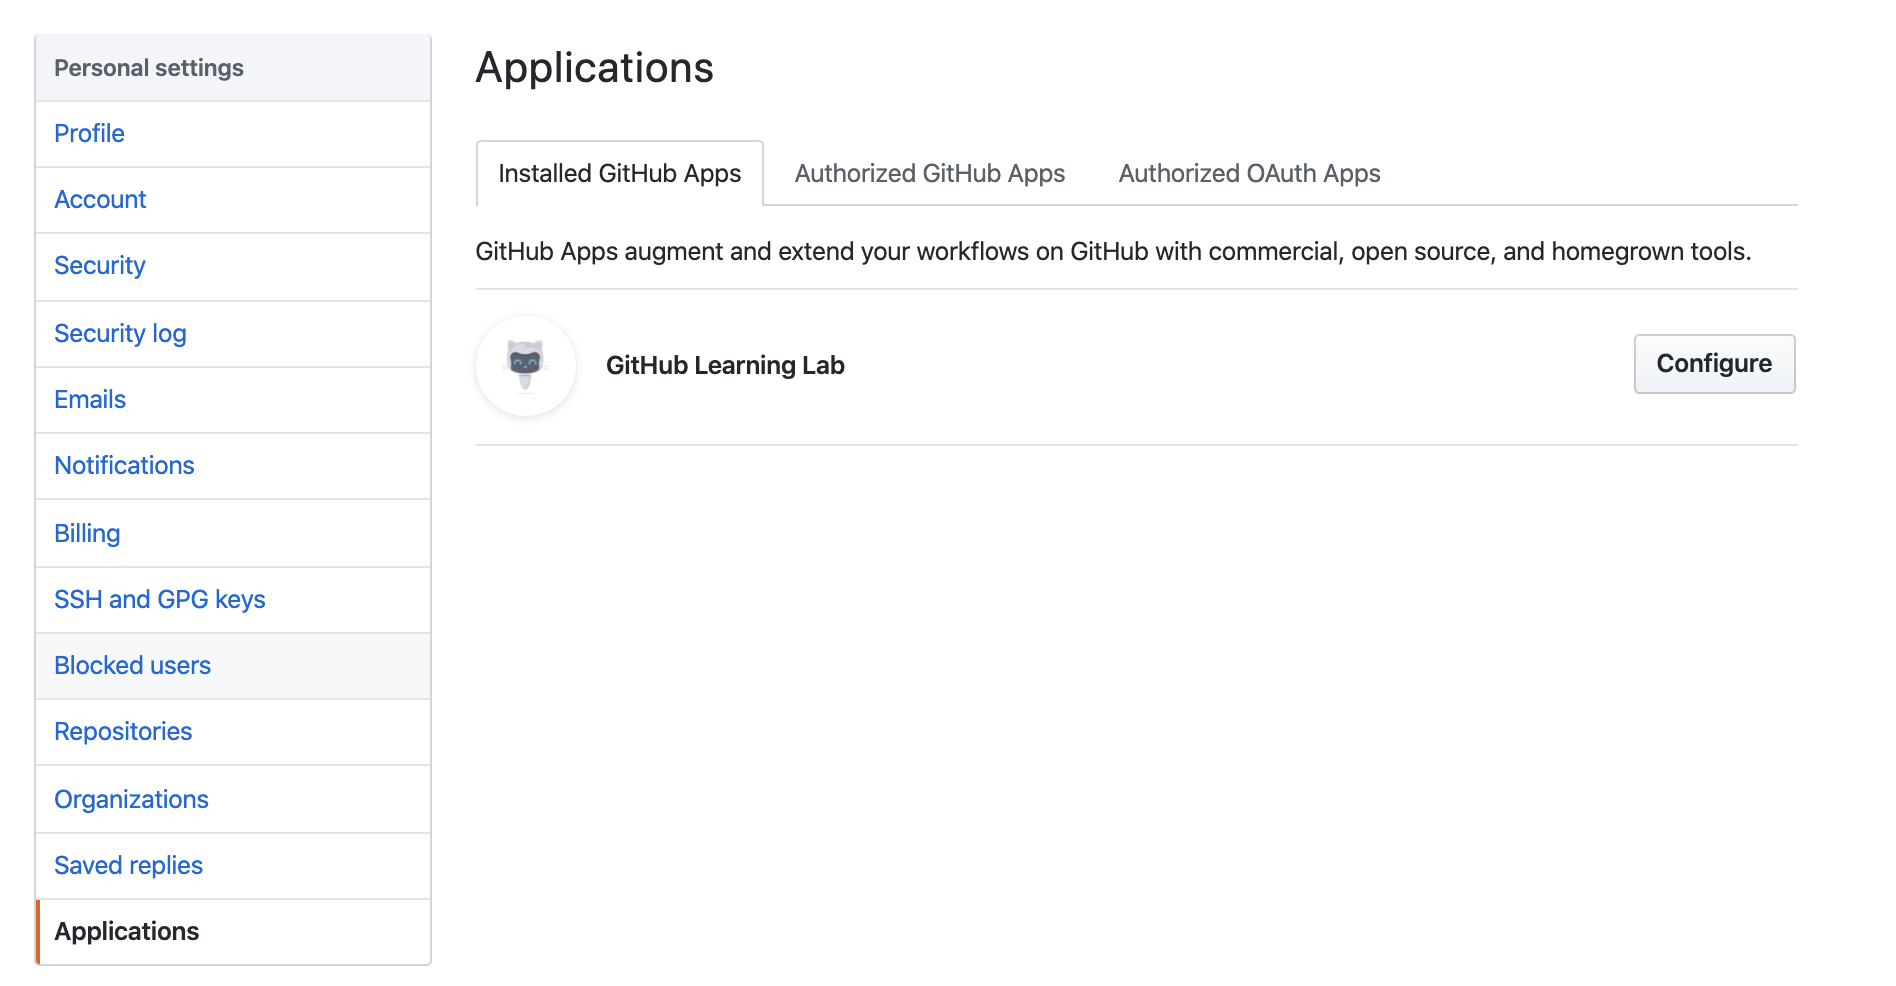 Personal settings
Profile
Account
Security
Security log
Emails
Notifications
Billing
SSH and GPG keys
Blocked users
Repositories
Organizations
Saved replies
Applications
Applications
Installed GitHub Apps
Authorized GitHub Apps
Authorized OAuth Apps
GitHub Apps augment and extend your workflows on GitHub with commercial, open source, and homegrown tools.
GitHub Learning Lab
Configure